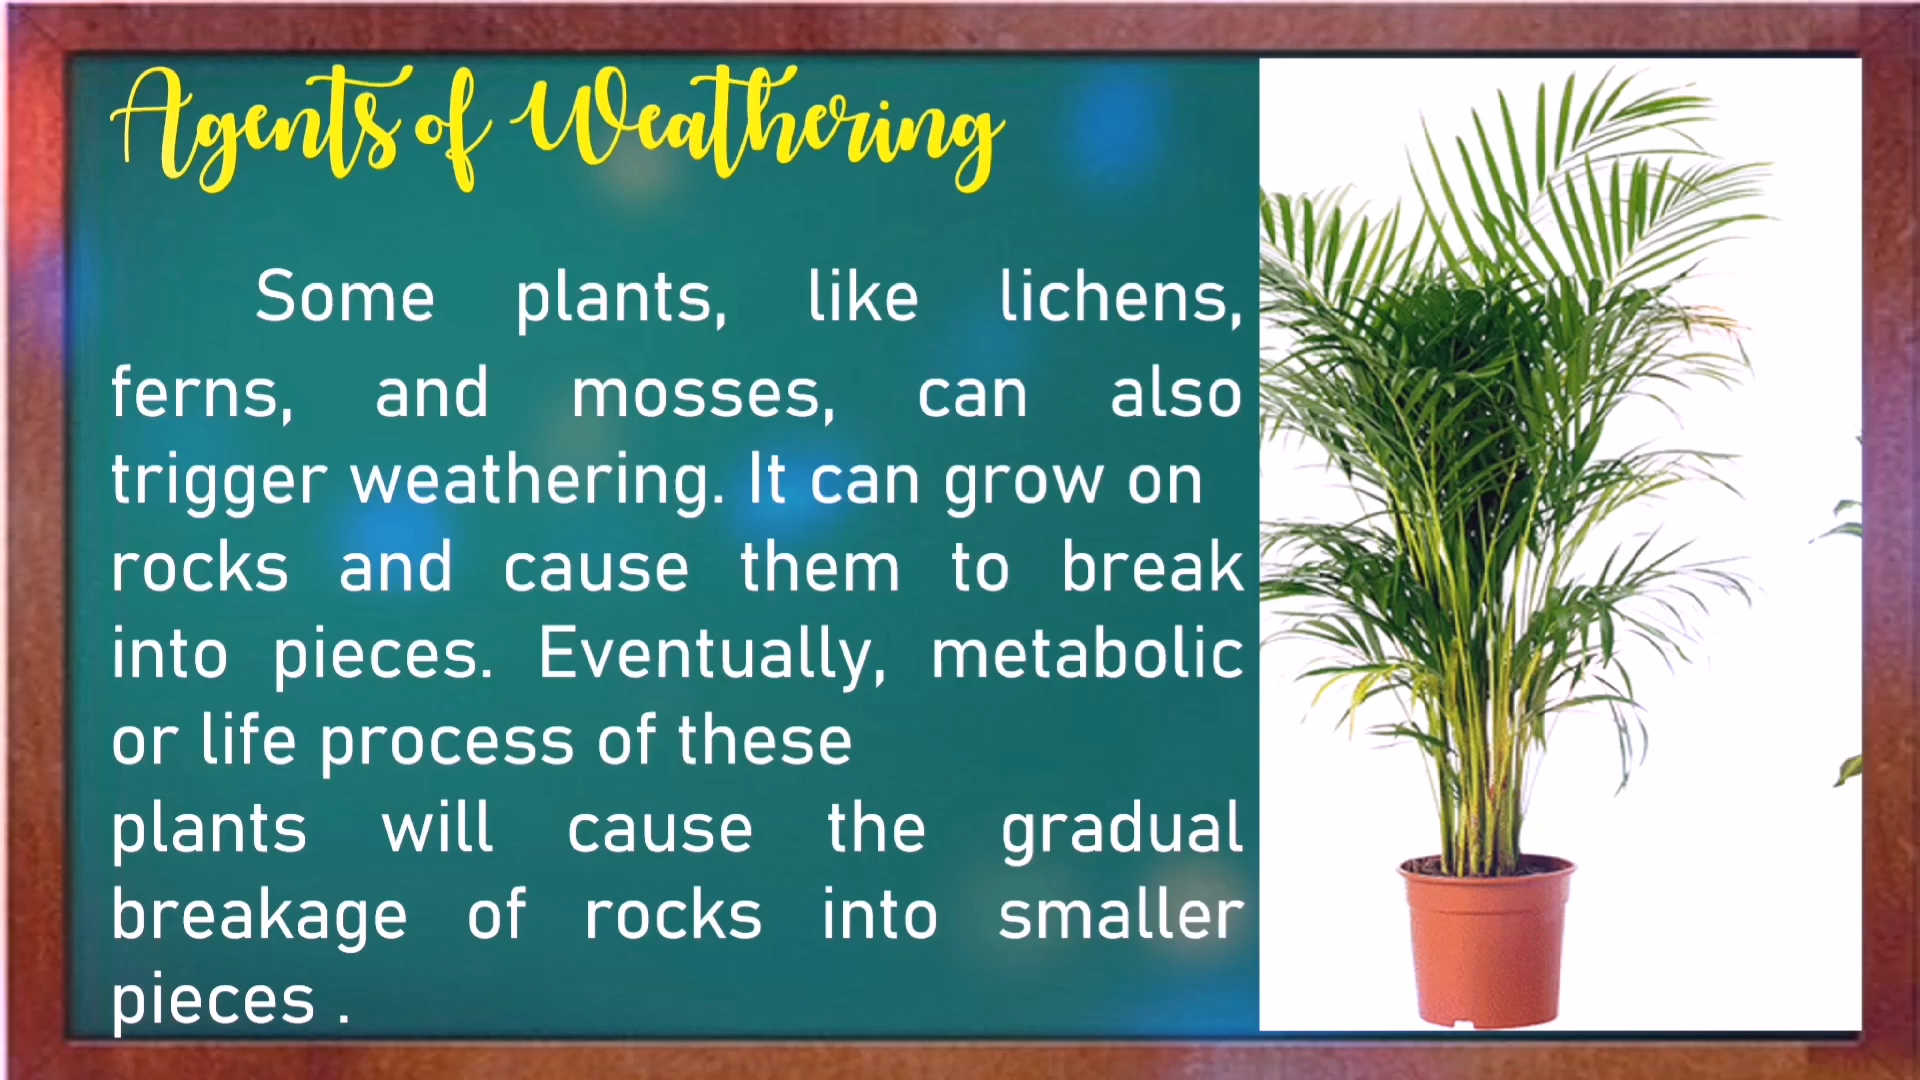 Agents of Weathering
Some plants, like lichens,
ferns, and mosses, can also
trigger weathering. It can grow on
rocks and cause them to break
into pieces. Eventually, metabolic
or life process of these
plants will cause the gradual
breakage of rocks into smaller
pieces .